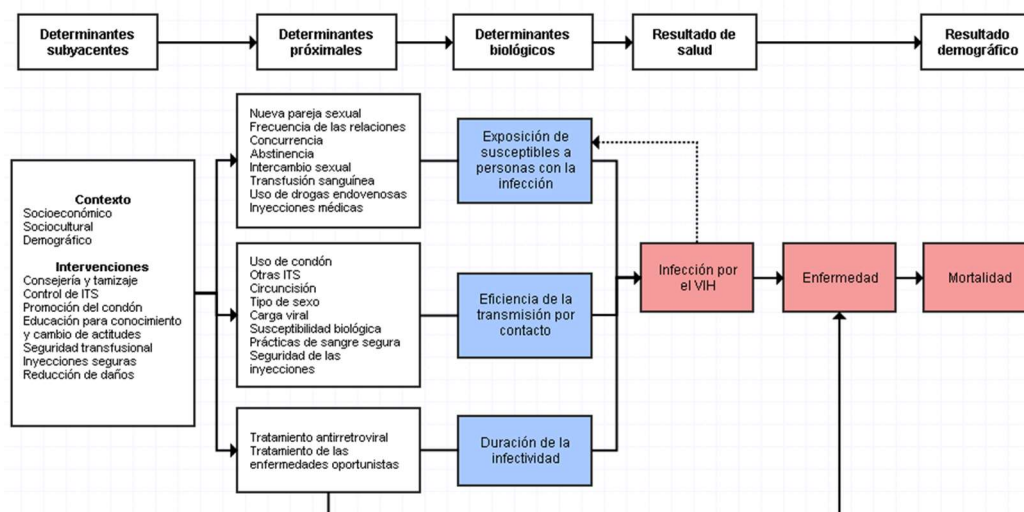 Determinantes
subyacentes
Determinantes
próximales
Determinantes
biológicos
Resultado de
salud
Resultado
demográfico
Contexto
Socioeconómico
Sociocultural
Demográfico
Intervenciones
Consejería y tamizaje
Control de ITS
Promoción del condón
Educación para conocimiento
y cambio de actitudes
Seguridad transfusional
Inyecciones seguras
Reducción de daños
Nueva pareja sexual
Frecuencia de las relaciones
Concurrencia
Abstinencia
Intercambio sexual
Transfusión sanguínea
Uso de drogas endovenosas
Inyecciones médicas
Uso de condón
Otras ITS
Circuncisión
Tipo de sexo
Carga viral
Susceptibilidad biológica
Prácticas de sangre segura
Seguridad de las
inyecciones
Tratamiento antirretroviral
Tratamiento de las
enfermedades oportunistas
Exposición de
susceptibles a
personas con la
infección
Eficiencia de la
transmisión por
contacto
Duración de la
infectividad
Infección por
el VIH
Enfermedad
Mortalidad